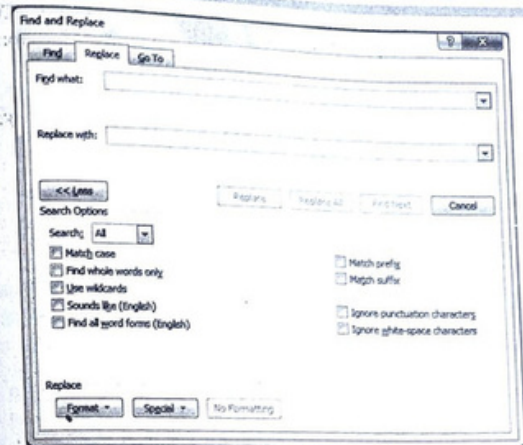 Find and Replace
Find Replace Go To
Find what:
Replace with:
<< Less Replace Replace All Find Next Cancel
Search Options
Search: All
Match case
Find whole words only
Use wildcards
Sounds like (English)
Find all word forms (English)
Match prefix
Match suffix
Ignore punctuation characters
Ignore white-space characters
Replace
Format Special No Formatting